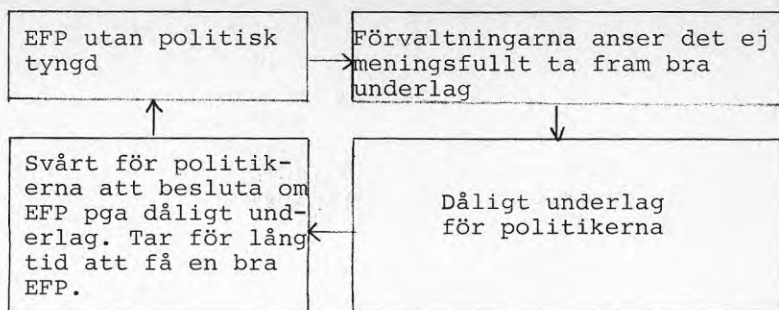 EFP utan politisk
tyngd
Förvaltningarna anser det ej
meningsfullt ta fram bra
underlag
Dåligt underlag
för politikerna
Svårt för politik-
erna att besluta om
EFP pga dåligt und-
erlag. Tar för lång
tid att få en bra
EFP.